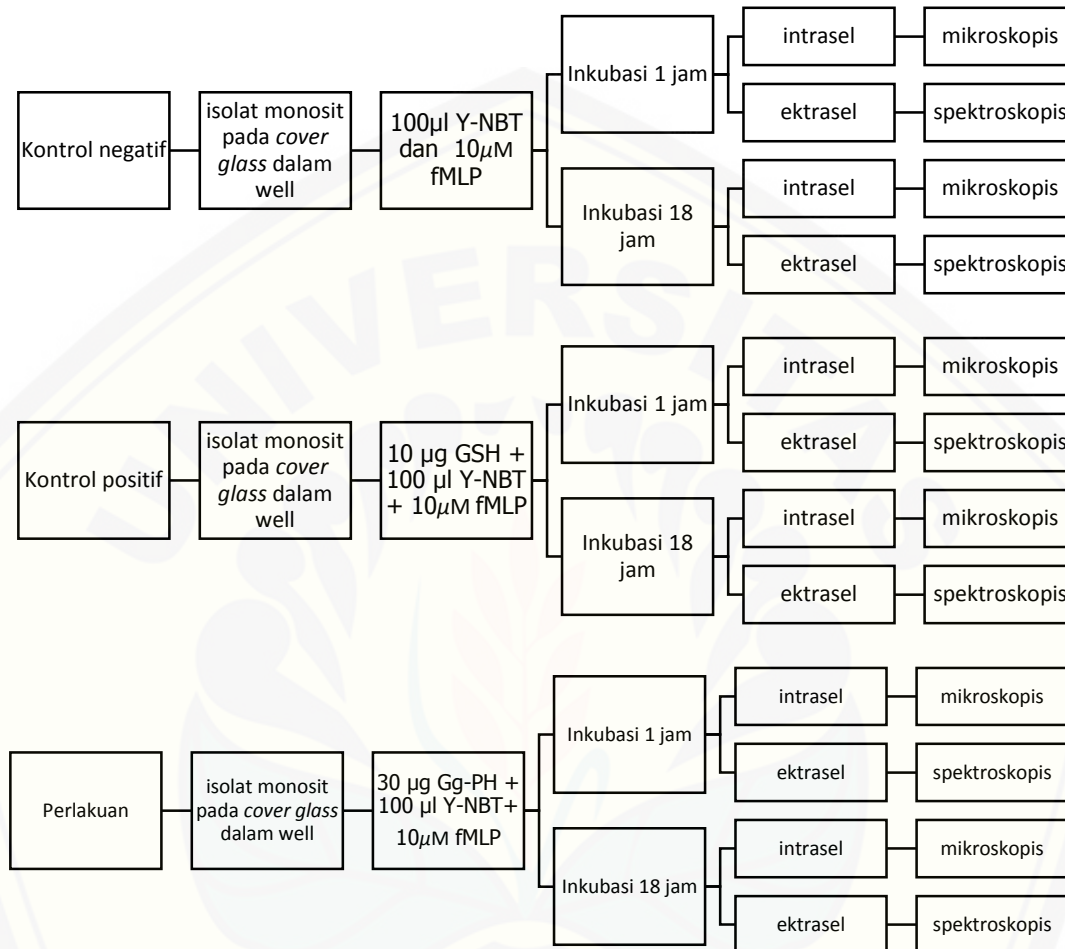 Kontrol negatif
isolat monosit
pada cover
glass dalam
well
100µl Y-NBT
dan 10µM
fMLP
Inkubasi 1 jam
intrasel
mikroskopis
ektrasel
spektroskopis
Inkubasi 18
jam
intrasel
mikroskopis
ektrasel
spektroskopis
Kontrol positif
isolat monosit
pada cover
glass dalam
well
10 µg GSH +
100 µl Y-NBT
+ 10µM fMLP
Inkubasi 1 jam
intrasel
mikroskopis
ektrasel
spektroskopis
Inkubasi 18
jam
intrasel
mikroskopis
ektrasel
spektroskopis
Perlakuan
isolat monosit
pada cover glass
dalam well
30 µg Gg-PH +
100 µl Y-NBT+
10µM fMLP
Inkubasi 1 jam
intrasel
mikroskopis
ektrasel
spektroskopis
Inkubasi 18 jam
intrasel
mikroskopis
ektrasel
spektroskopis
UNIVERSITAS